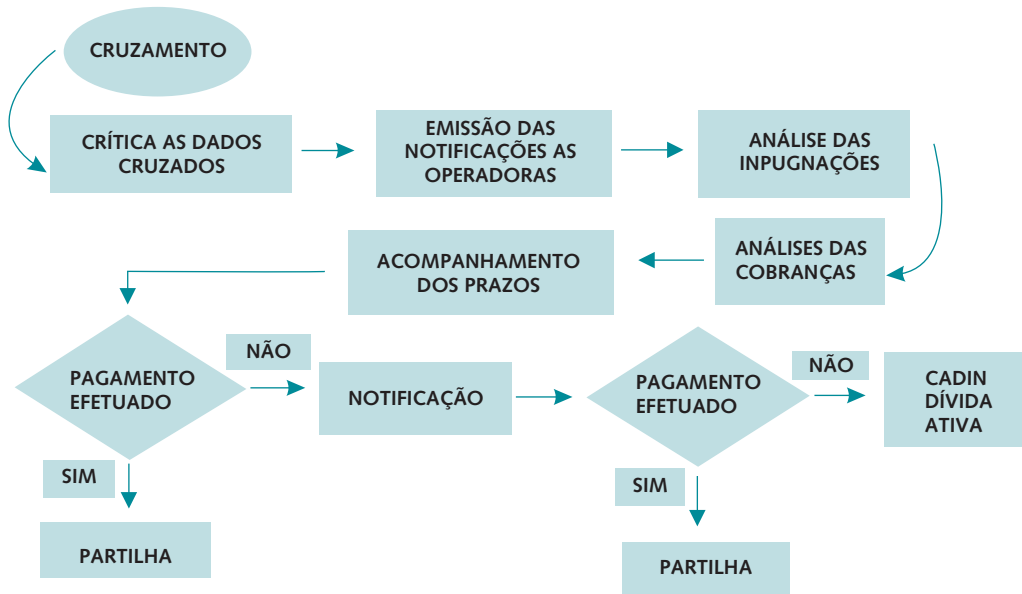 CRUZAMENTO
CRÍTICA AS DADOS
CRUZADOS
EMISSÃO DAS
NOTIFICAÇÕES AS
OPERADORAS
ANÁLISE DAS
INPUGNAÇÕES
ANÁLISES DAS
COBRANÇAS
ACOMPANHAMENTO
DOS PRAZOS
PAGAMENTO
EFETUADO
NÃO
NOTIFICAÇÃO
PAGAMENTO
EFETUADO
NÃO
CADIN
DÍVIDA
ATIVA
SIM
PARTILHA
SIM
PARTILHA